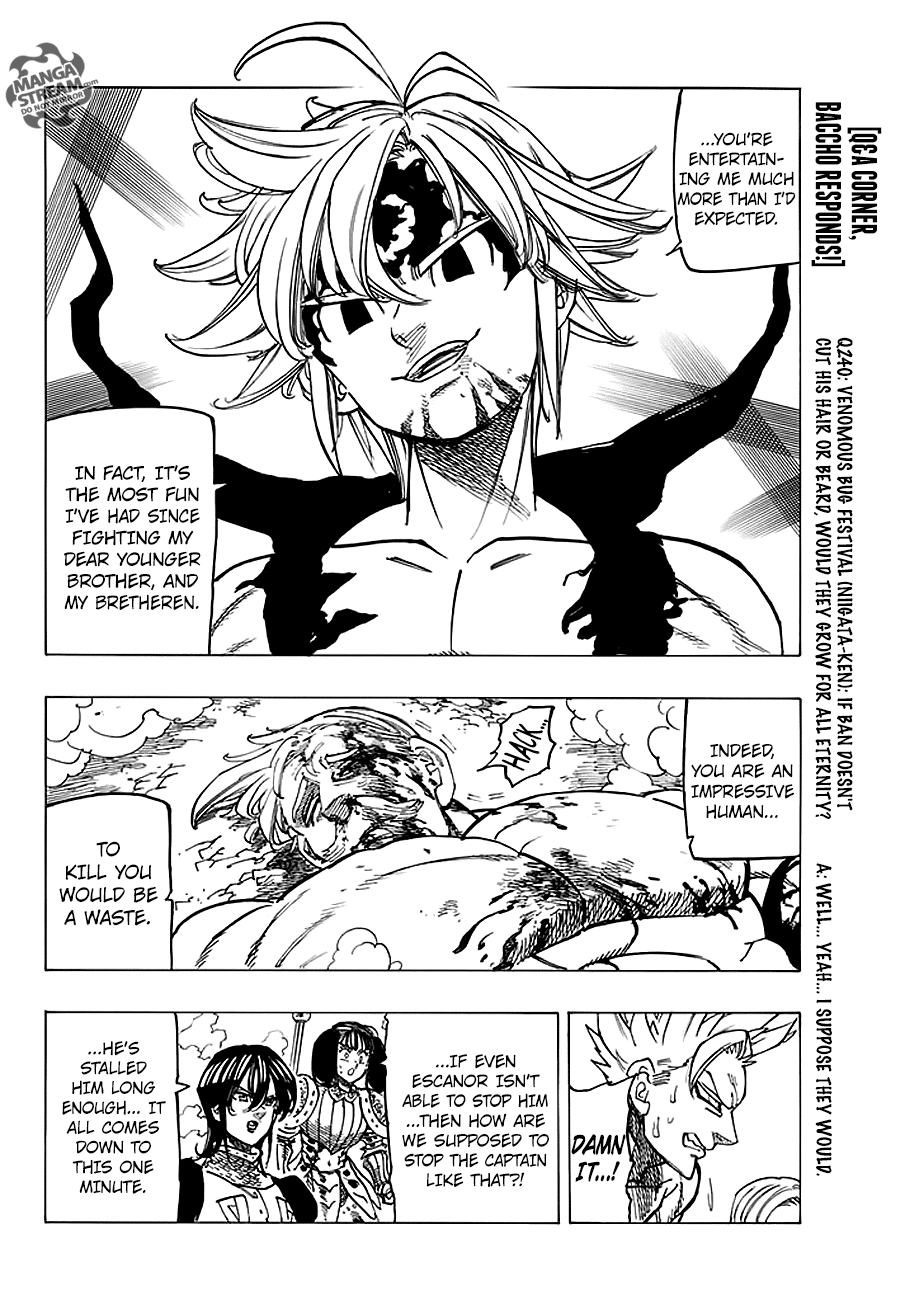 MANGA
STREAM.com
DO NOT MIRROR
...YOU'RE
ENTERTAIN-
ING ME MUCH
MORE THAN I'D
EXPECTED.
IN FACT, IT'S
THE MOST FUN
I'VE HAD SINCE
FIGHTING MY
DEAR YOUNGER
BROTHER, AND
MY BRETHEREN.
INDEED,
YOU ARE AN
IMPRESSIVE
HUMAN...
HACK...
TO
KILL YOU
WOULD BE
A WASTE.
DAMN
IT...!
...IF EVEN
ESCANOR ISN'T
ABLE TO STOP HIM
...THEN HOW ARE
WE SUPPOSED TO
STOP THE CAPTAIN
LIKE THAT?!
...HE'S
STALLED
HIM LONG
ENOUGH... IT
ALL COMES
DOWN TO
THIS ONE
MINUTE.
[Q&A CORNER,
BACCHO RESPONDS!]
Q240: VENOMOUS BUG FESTIVAL (NIIGATA-KEN): IF BAN DOESN'T
CUT HIS HAIR OR BEARD, WOULD THEY GROW FOR ALL ETERNITY?
A: WELL... YEAH... I SUPPOSE THEY WOULD.